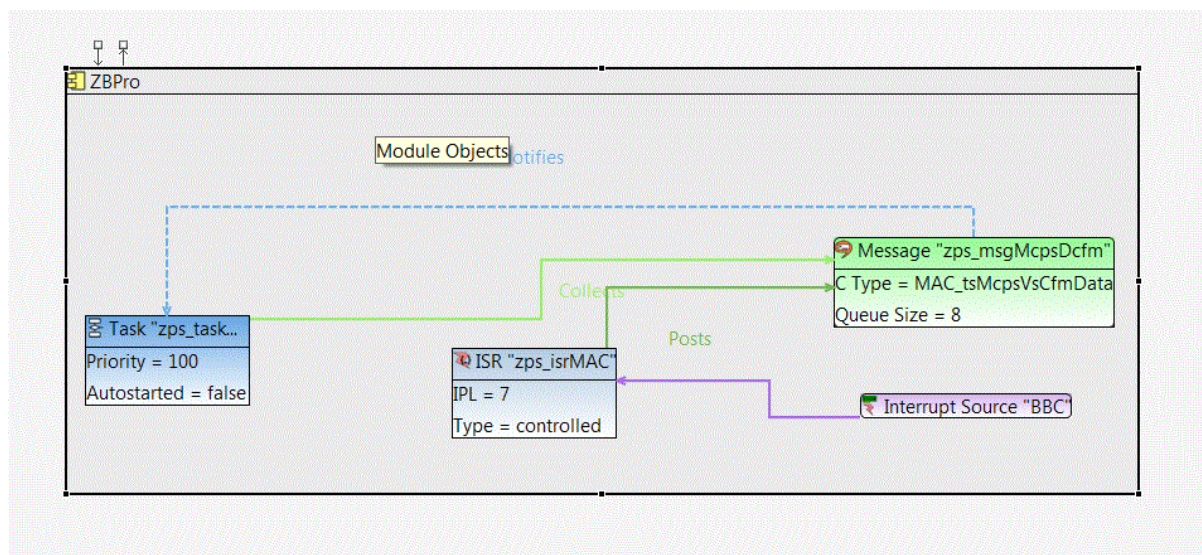 ZBPro
Module Objects
otifies
Message "zps_msgMcpsDcfm"
C Type = MAC_tsMcpsVsCfmData
Queue Size = 8
Collects
Task "zps_task...
Priority = 100
Autostarted = false
Posts
ISR "zps_isrMAC"
IPL = 7
Type = controlled
Interrupt Source "BBC"